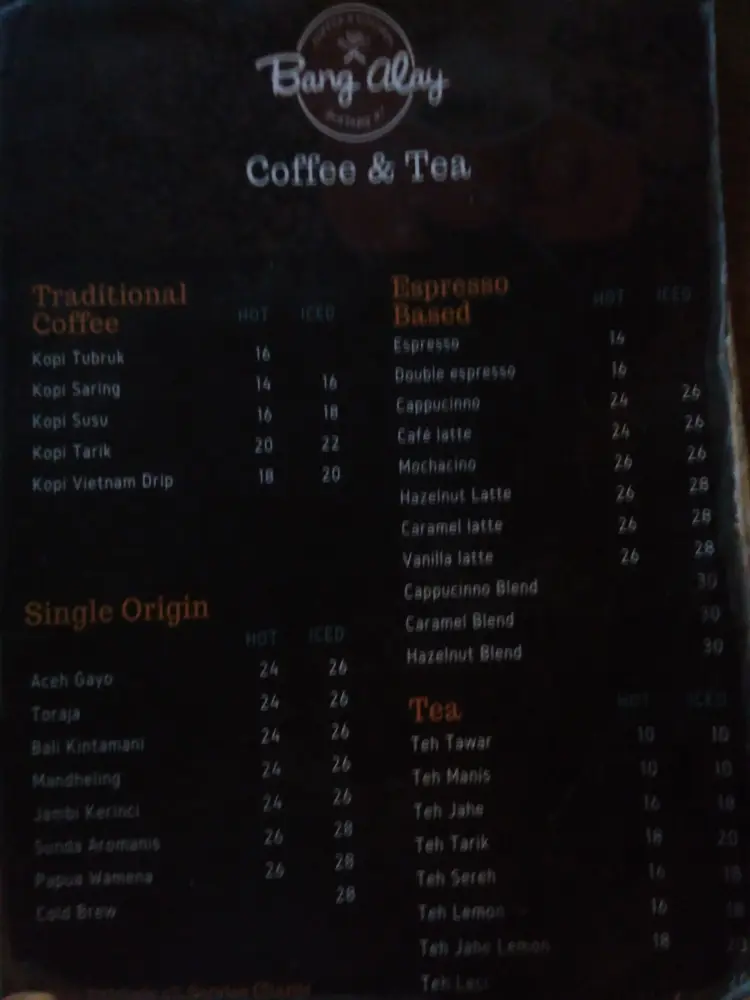 Bang Alay
Coffee & Tea
Traditional
Coffee
HOT ICED
Kopi Tubruk 16
Kopi Saring 14 16
Kopi Susu 16 18
Kopi Tarik 20 22
Kopi Vietnam Drip 18 20
Single Origin
HOT ICED
Aceh Gayo 24 26
Toraja 24 26
Bali Kintamani 24 26
Mandheling 24 26
Jambi Kerinci 24 26
Sunda Aromanis 26 28
Papua Wamena 26 28
Cold Brew 28
Espresso
Based
HOT ICED
Espresso 14
Double espresso 16
Cappucinno 24 26
Café latte 24 26
Mochacino 26 26
Hazelnut Latte 26 28
Caramel latte 26 28
Vanilla latte 26 28
Cappucinno Blend 30
Caramel Blend 30
Hazelnut Blend 30
Tea
HOT ICED
Teh Tawar 10 10
Teh Manis 10 10
Teh Jahe 16 18
Teh Tarik 18 20
Teh Sereh 16 18
Teh Lemon 16 18
Teh Jahe Lemon 18
Teh Leci